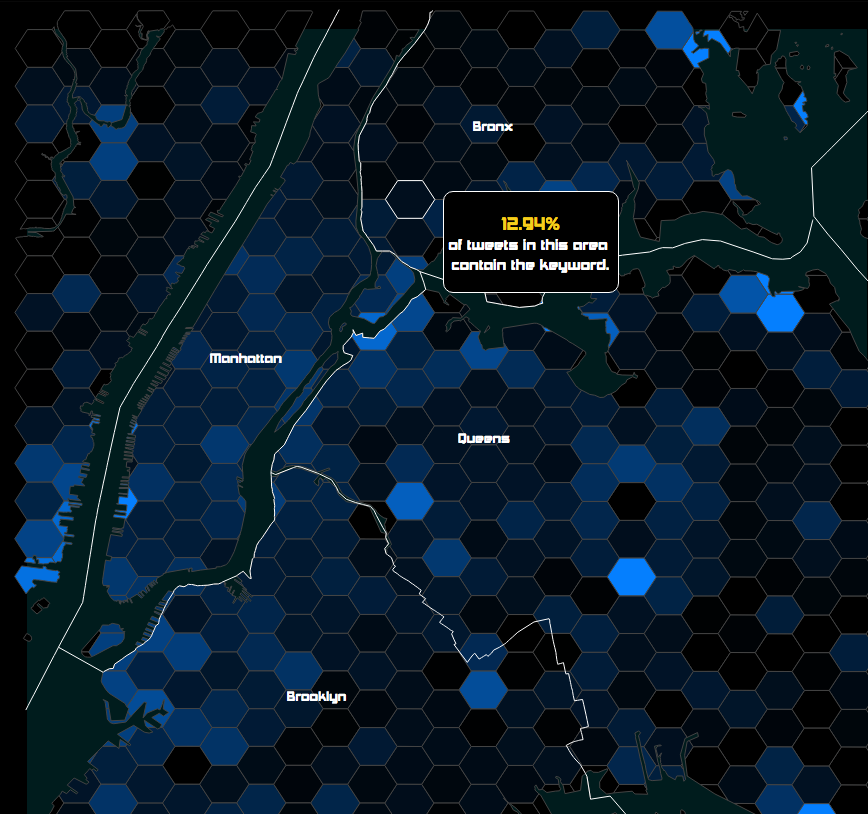 Bronx
12.94%
of tweets in this area
contain the keyword.
Manhattan
Queens
Brooklyn